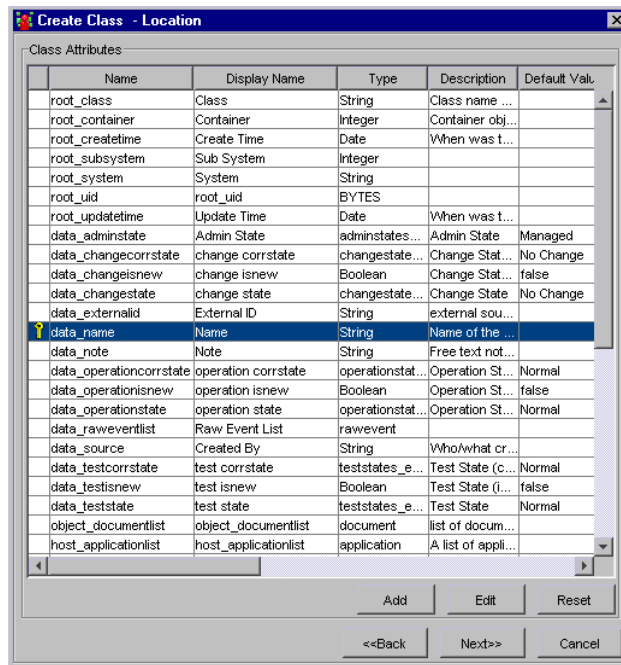 Create Class - Location
Class Attributes
Name Display Name Type Description Default Valu
root_class Class String Class name ...
root_container Container Integer Container obj...
root_createtime Create Time Date When was t...
root_subsystem Sub System Integer
root_system System String
root_uid root_uid BYTES
root_updatetime Update Time Date When was t...
data_adminstate Admin State adminstates... Admin State Managed
data_changecorrstate change corrstate changestate... Change Stat... No Change
data_changeisnew change isnew Boolean Change Stat... false
data_changestate change state changestate... Change State No Change
data_externalid External ID String external sou...
data_name Name String Name of the ...
data_note Note String Free text not...
data_operationcorrstate operation corrstate operationstat... Operation St... Normal
data_operationisnew operation isnew Boolean Operation St... false
data_operationstate operation state operationstat... Operation St... Normal
data_raweventlist Raw Event List rawevent
data_source Created By String Who/what cr...
data_testcorrstate test corrstate teststates_e... Test State (c... Normal
data_testisnew test isnew Boolean Test State (i... false
data_teststate test state teststates_e... Test State Normal
object_documentlist object_documentlist document list of docum...
host_applicationlist host_applicationlist application A list of appli...
Add Edit Reset
<<Back Next>> Cancel